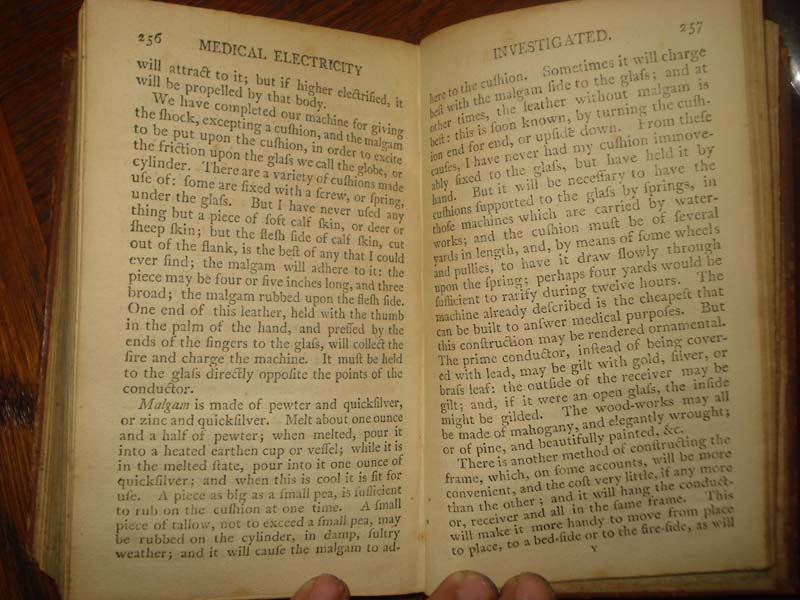 256
MEDICAL ELECTRICITY
will attract to it; but if higher electrified, it
will be propelled by that body.
We have completed our machine for giving
the ſhock, excepting a cuſhion, and the malgam
to be put upon the cuſhion, in order to excite
the friction upon the glaſs we call the globe, or
cylinder. There are a variety of cuſhions made
uſe of: ſome are fixed with a ſcrew, or ſpring,
under the glaſs. But I have never uſed any
thing but a piece of ſoft calf ſkin, or deer or
ſheep ſkin; but the fleſh ſide of calf ſkin, cut
out of the flank, is the beſt of any that I could
ever find; the malgam will adhere to it: the
piece may be four or five inches long, and three
broad; the malgam rubbed upon the fleſh ſide.
One end of this leather, held with the thumb
in the palm of the hand, and preſſed by the
ends of the fingers to the glaſs, will collect the
fire and charge the machine. It muſt be held
to the glaſs directly oppoſite the points of the
conductor.
Malgam is made of pewter and quickſilver,
or zinc and quickſilver. Melt about one ounce
and a half of pewter; when melted, pour it
into a heated earthen cup or veſſel; while it is
in the melted ſtate, pour into it one ounce of
quickſilver; and when this is cool it is fit for
uſe. A piece as big as a ſmall pea, is ſufficient
to rub on the cuſhion at one time. A ſmall
piece of tallow, not to exceed a ſmall pea, may
be rubbed on the cylinder, in damp, ſultry
weather; and it will cauſe the malgam to ad-
INVESTIGATED.
257
here to the cuſhion. Sometimes it will charge
beſt with the malgam ſide to the glaſs; and at
other times, the leather without malgam is
beſt: this is ſoon known, by turning the cuſh-
ion end for end, or upſide down. From theſe
cauſes, I have never had my cuſhion immove-
ably fixed to the glaſs, but have held it by
hand. But it will be neceſſary to have the
cuſhions ſupported to the glaſs by ſprings, in
thoſe machines which are carried by water-
works; and the cuſhion muſt be of ſeveral
yards in length, and, by means of ſome wheels
and pullies, to have it draw ſlowly through
upon the ſpring; perhaps four yards would be
ſufficient to rarify during twelve hours. The
machine already deſcribed is the cheapeſt that
can be built to anſwer medical purpoſes. But
this conſtruction may be rendered ornamental.
The prime conductor, inſtead of being cover-
ed with lead, may be gilt with gold, ſilver, or
braſs leaf: the outſide of the receiver may be
gilt; and, if it were an open glaſs, the inſide
might be gilded. The wood-works may all
be made of mahogany, and elegantly wrought;
or of pine, and beautifully painted, &c.
There is another method of conſtructing the
frame, which, on ſome accounts, will be more
convenient, and the coſt very little, if any more
than the other; and it will hang the conduct-
or, receiver and all in the ſame frame. This
will make it more handy to move from place
to place, to a bed-ſide or to the fire-ſide, as will
Y